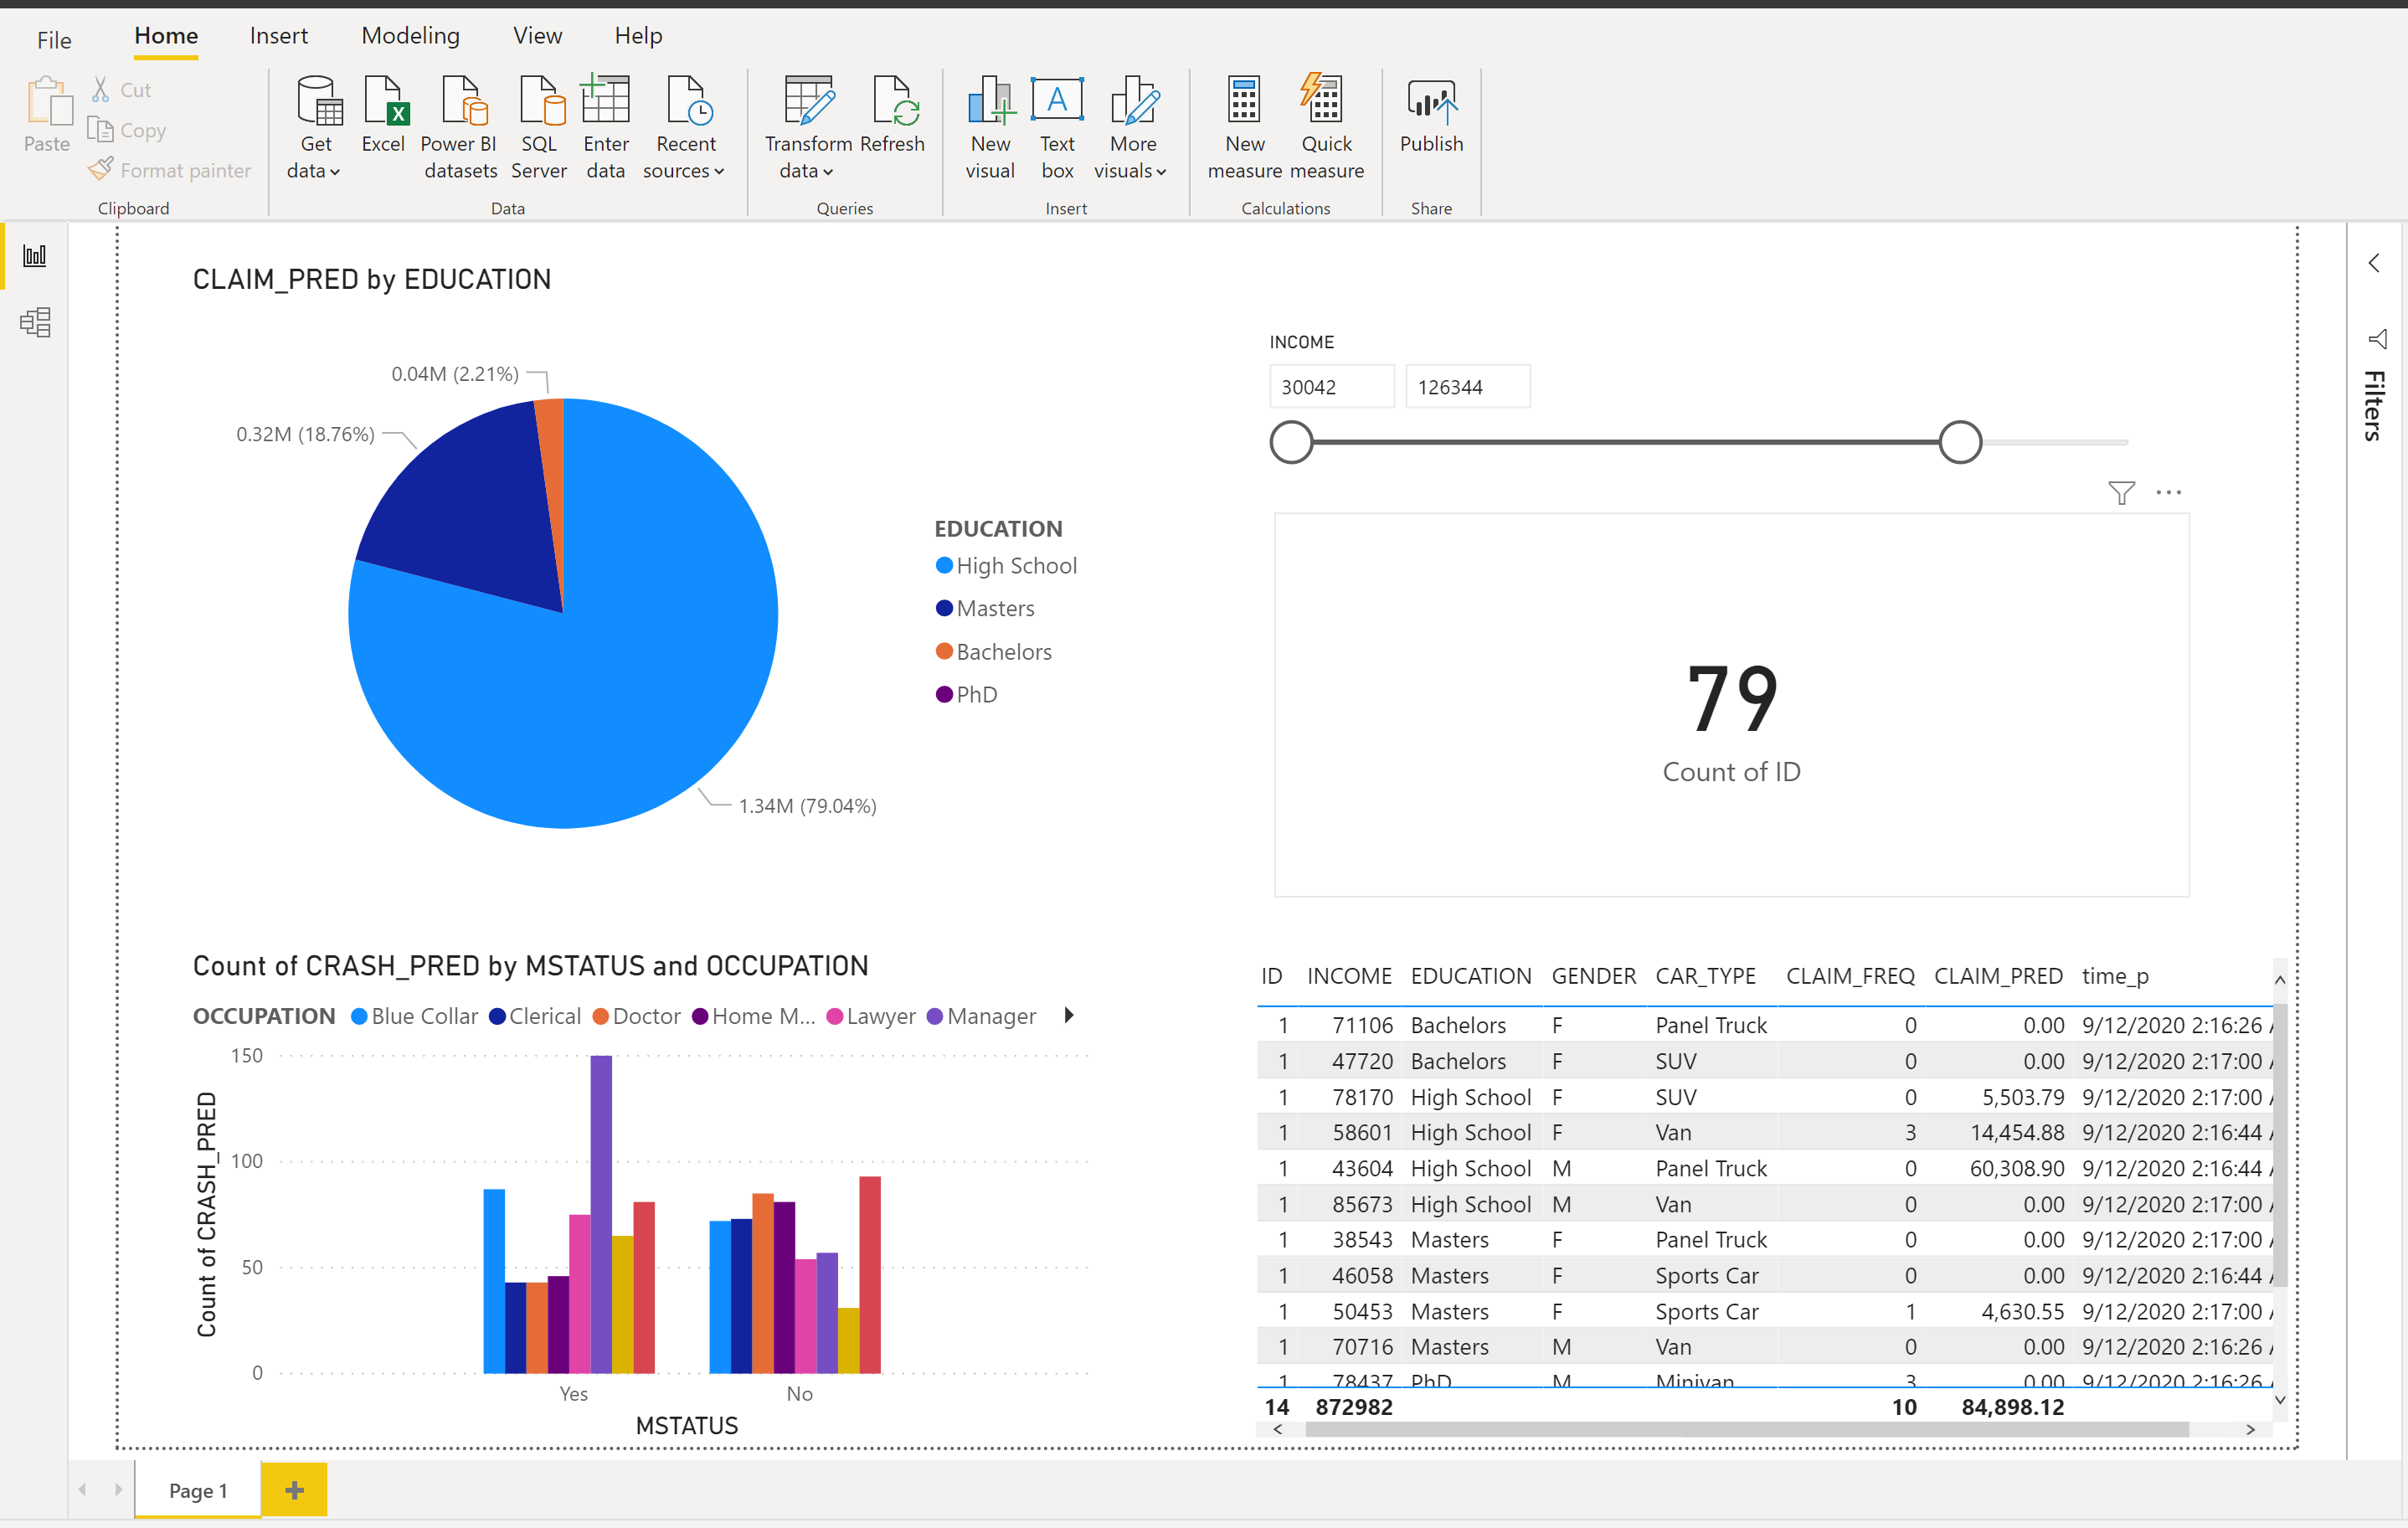 File Home Insert Modeling View Help
Paste
Cut
Copy
Format painter
Clipboard
Get data
Excel
Power BI datasets
SQL Server
Enter data
Recent sources
Data
Transform data
Refresh
Queries
New visual
Text box
More visuals
Insert
New measure
Quick measure
Calculations
Publish
Share
CLAIM_PRED by EDUCATION
0.04M (2.21%)
0.32M (18.76%)
1.34M (79.04%)
EDUCATION
High School
Masters
Bachelors
PhD
INCOME
30042 126344
79
Count of ID
Filters
Count of CRASH_PRED by MSTATUS and OCCUPATION
OCCUPATION Blue Collar Clerical Doctor Home M... Lawyer Manager
Count of CRASH_PRED
150
100
50
0
Yes No
MSTATUS
ID INCOME EDUCATION GENDER CAR_TYPE CLAIM_FREQ CLAIM_PRED time_p
1 71106 Bachelors F Panel Truck 0 0.00 9/12/2020 2:16:26
1 47720 Bachelors F SUV 0 0.00 9/12/2020 2:17:00
1 78170 High School F SUV 0 5,503.79 9/12/2020 2:17:00
1 58601 High School F Van 3 14,454.88 9/12/2020 2:16:44
1 43604 High School M Panel Truck 0 60,308.90 9/12/2020 2:16:44
1 85673 High School M Van 0 0.00 9/12/2020 2:17:00
1 38543 Masters F Panel Truck 0 0.00 9/12/2020 2:17:00
1 46058 Masters F Sports Car 0 0.00 9/12/2020 2:16:44
1 50453 Masters F Sports Car 1 4,630.55 9/12/2020 2:17:00
1 70716 Masters M Van 0 0.00 9/12/2020 2:16:26
1 78437 PhD M Minivan 3 0.00 9/12/2020 2:16:26
14 872982 10 84,898.12
Page 1